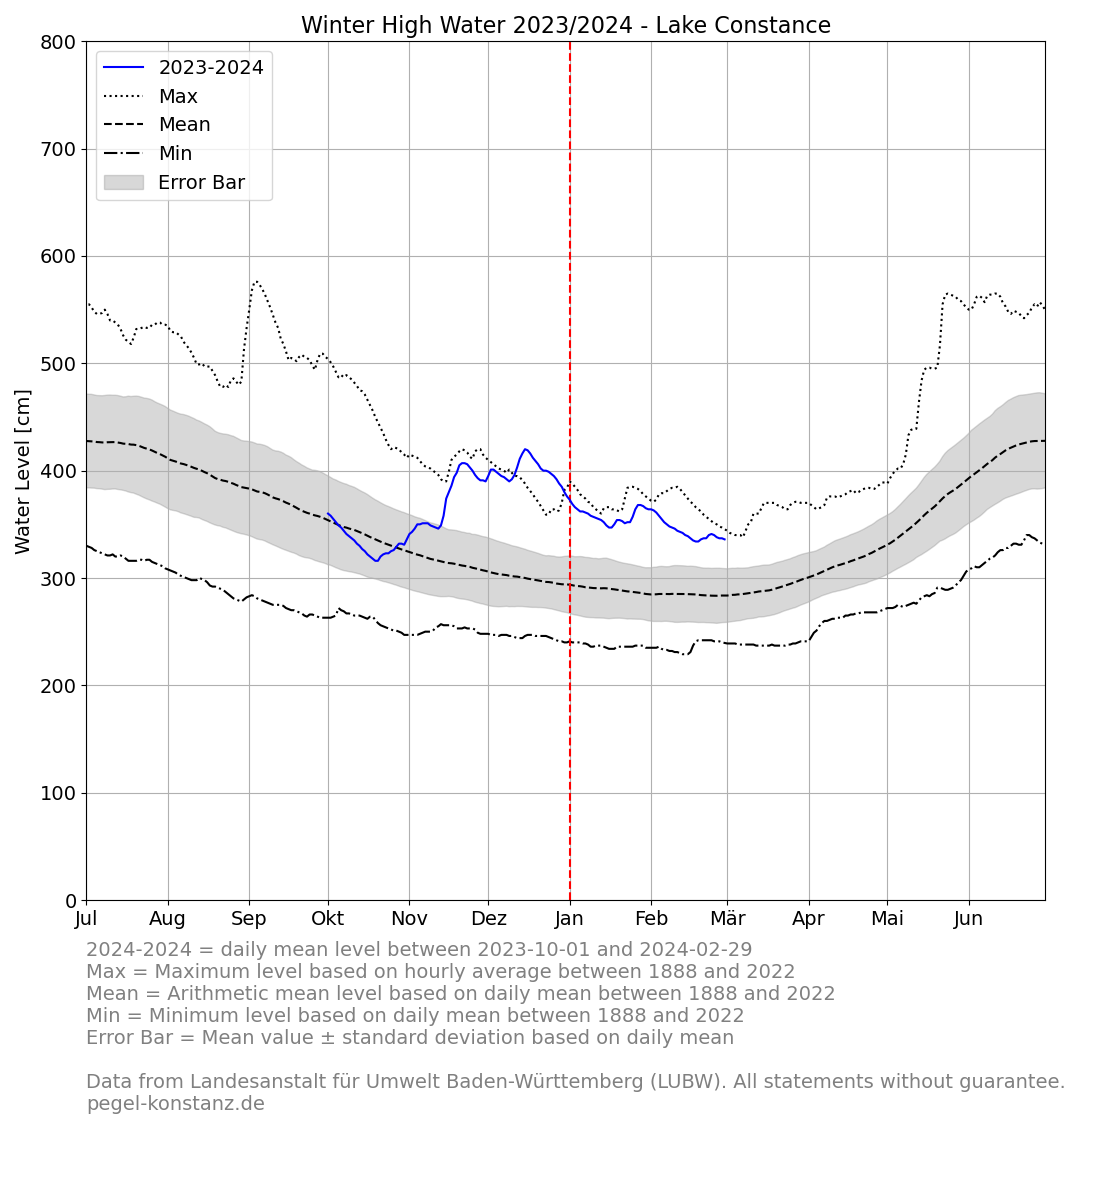 Winter High Water 2023/2024 - Lake Constance
800
700
600
500
400
300
200
100
0
Water Level [cm]
2023-2024
Max
Mean
Min
Error Bar
Jul Aug Sep Okt Nov Dez Jan Feb Mär Apr Mai Jun
2024-2024 = daily mean level between 2023-10-01 and 2024-02-29
Max = Maximum level based on hourly average between 1888 and 2022
Mean = Arithmetic mean level based on daily mean between 1888 and 2022
Min = Minimum level based on daily mean between 1888 and 2022
Error Bar = Mean value ± standard deviation based on daily mean
Data from Landesanstalt für Umwelt Baden-Württemberg (LUBW). All statements without guarantee.
pegel-konstanz.de